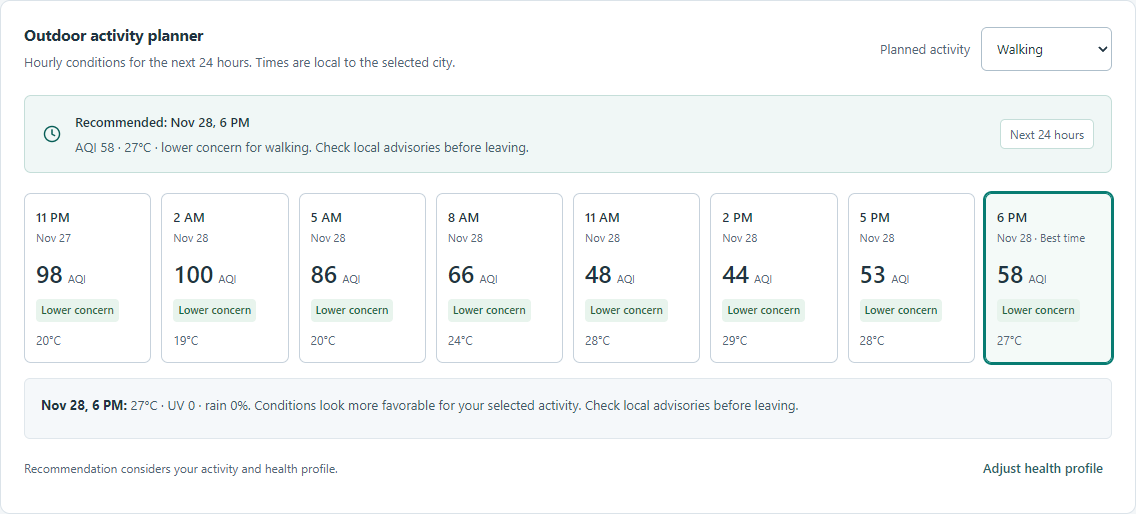 Outdoor activity planner
Hourly conditions for the next 24 hours. Times are local to the selected city.
Planned activity
Walking
Recommended: Nov 28, 6 PM
AQI 58 · 27°C · lower concern for walking. Check local advisories before leaving.
Next 24 hours
11 PM
Nov 27
98 AQI
Lower concern
20°C
2 AM
Nov 28
100 AQI
Lower concern
19°C
5 AM
Nov 28
86 AQI
Lower concern
20°C
8 AM
Nov 28
66 AQI
Lower concern
24°C
11 AM
Nov 28
48 AQI
Lower concern
28°C
2 PM
Nov 28
44 AQI
Lower concern
29°C
5 PM
Nov 28
53 AQI
Lower concern
28°C
6 PM
Nov 28 · Best time
58 AQI
Lower concern
27°C
Nov 28, 6 PM: 27°C · UV 0 · rain 0%. Conditions look more favorable for your selected activity. Check local advisories before leaving.
Recommendation considers your activity and health profile.
Adjust health profile